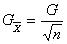 G_x̅ = G / √n